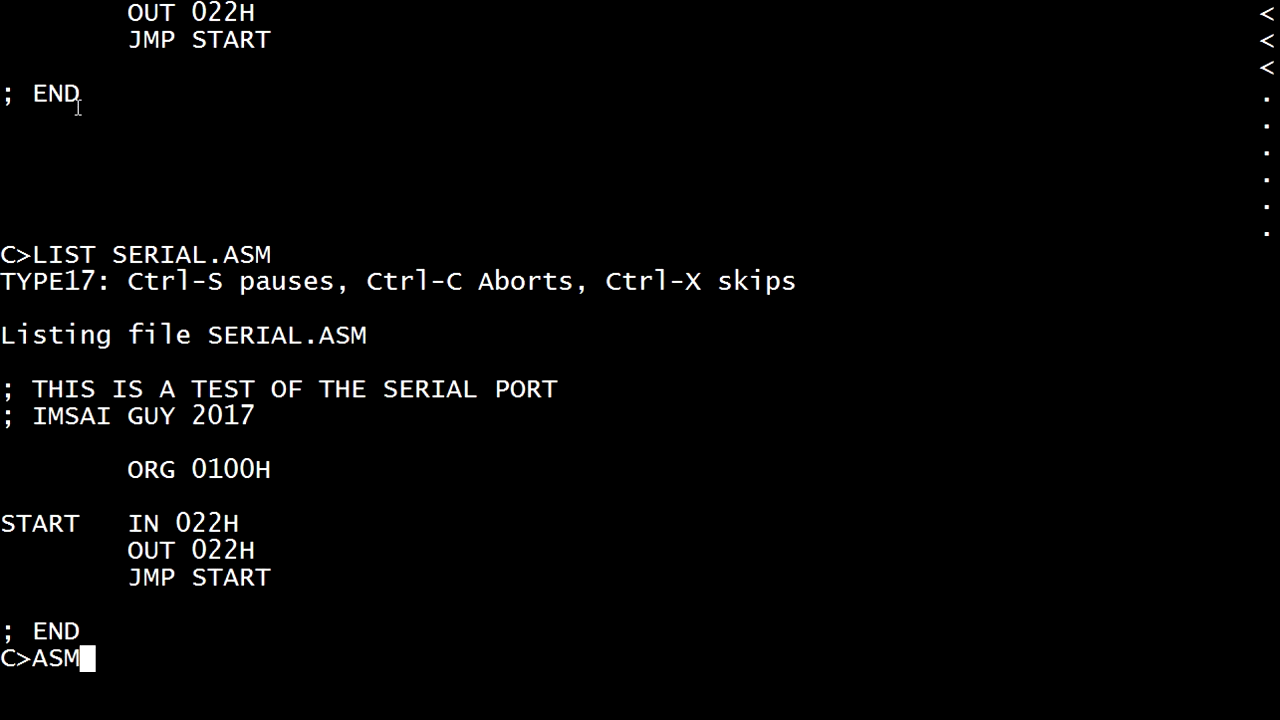 OUT 022H <
JMP START <
<
; END .
.
.
.
.
.
C>LIST SERIAL.ASM
TYPE17: Ctrl-S pauses, Ctrl-C Aborts, Ctrl-X skips
Listing file SERIAL.ASM
; THIS IS A TEST OF THE SERIAL PORT
; IMSAI GUY 2017
ORG 0100H
START IN 022H
OUT 022H
JMP START
; END
C>ASM